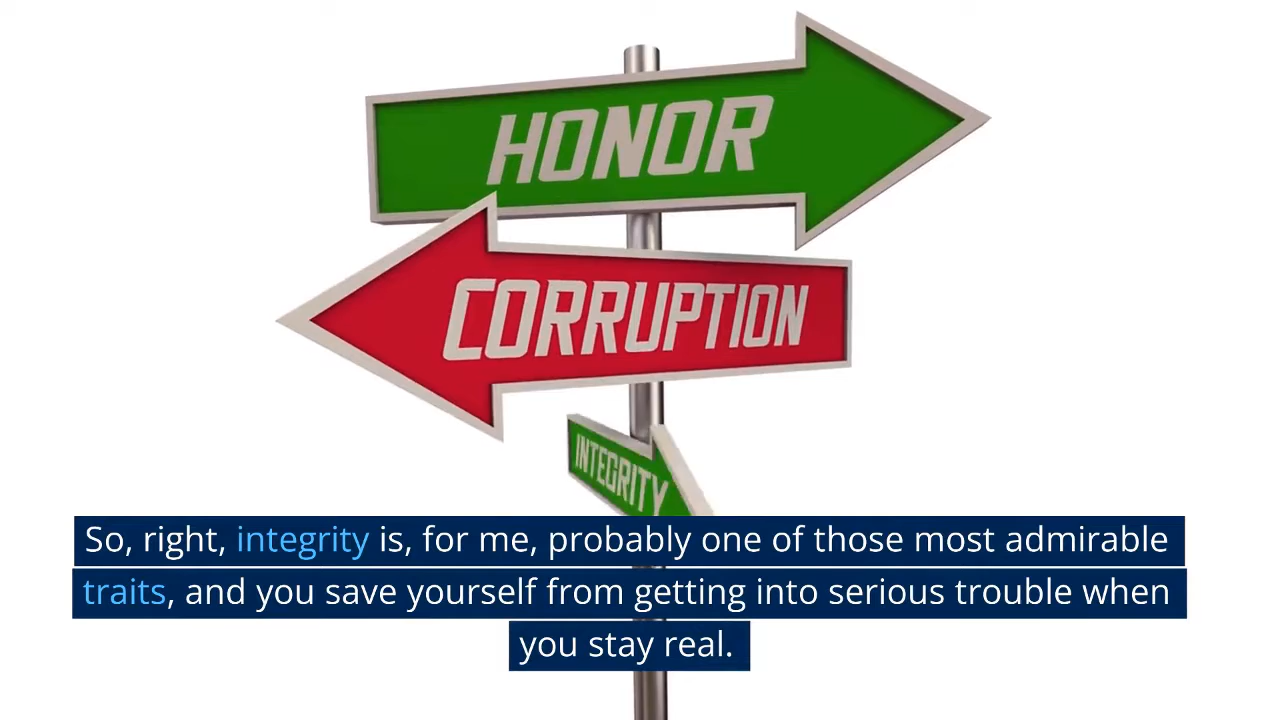 HONOR
CORRUPTION
INTEGRITY
So, right, integrity is, for me, probably one of those most admirable
traits, and you save yourself from getting into serious trouble when
you stay real.